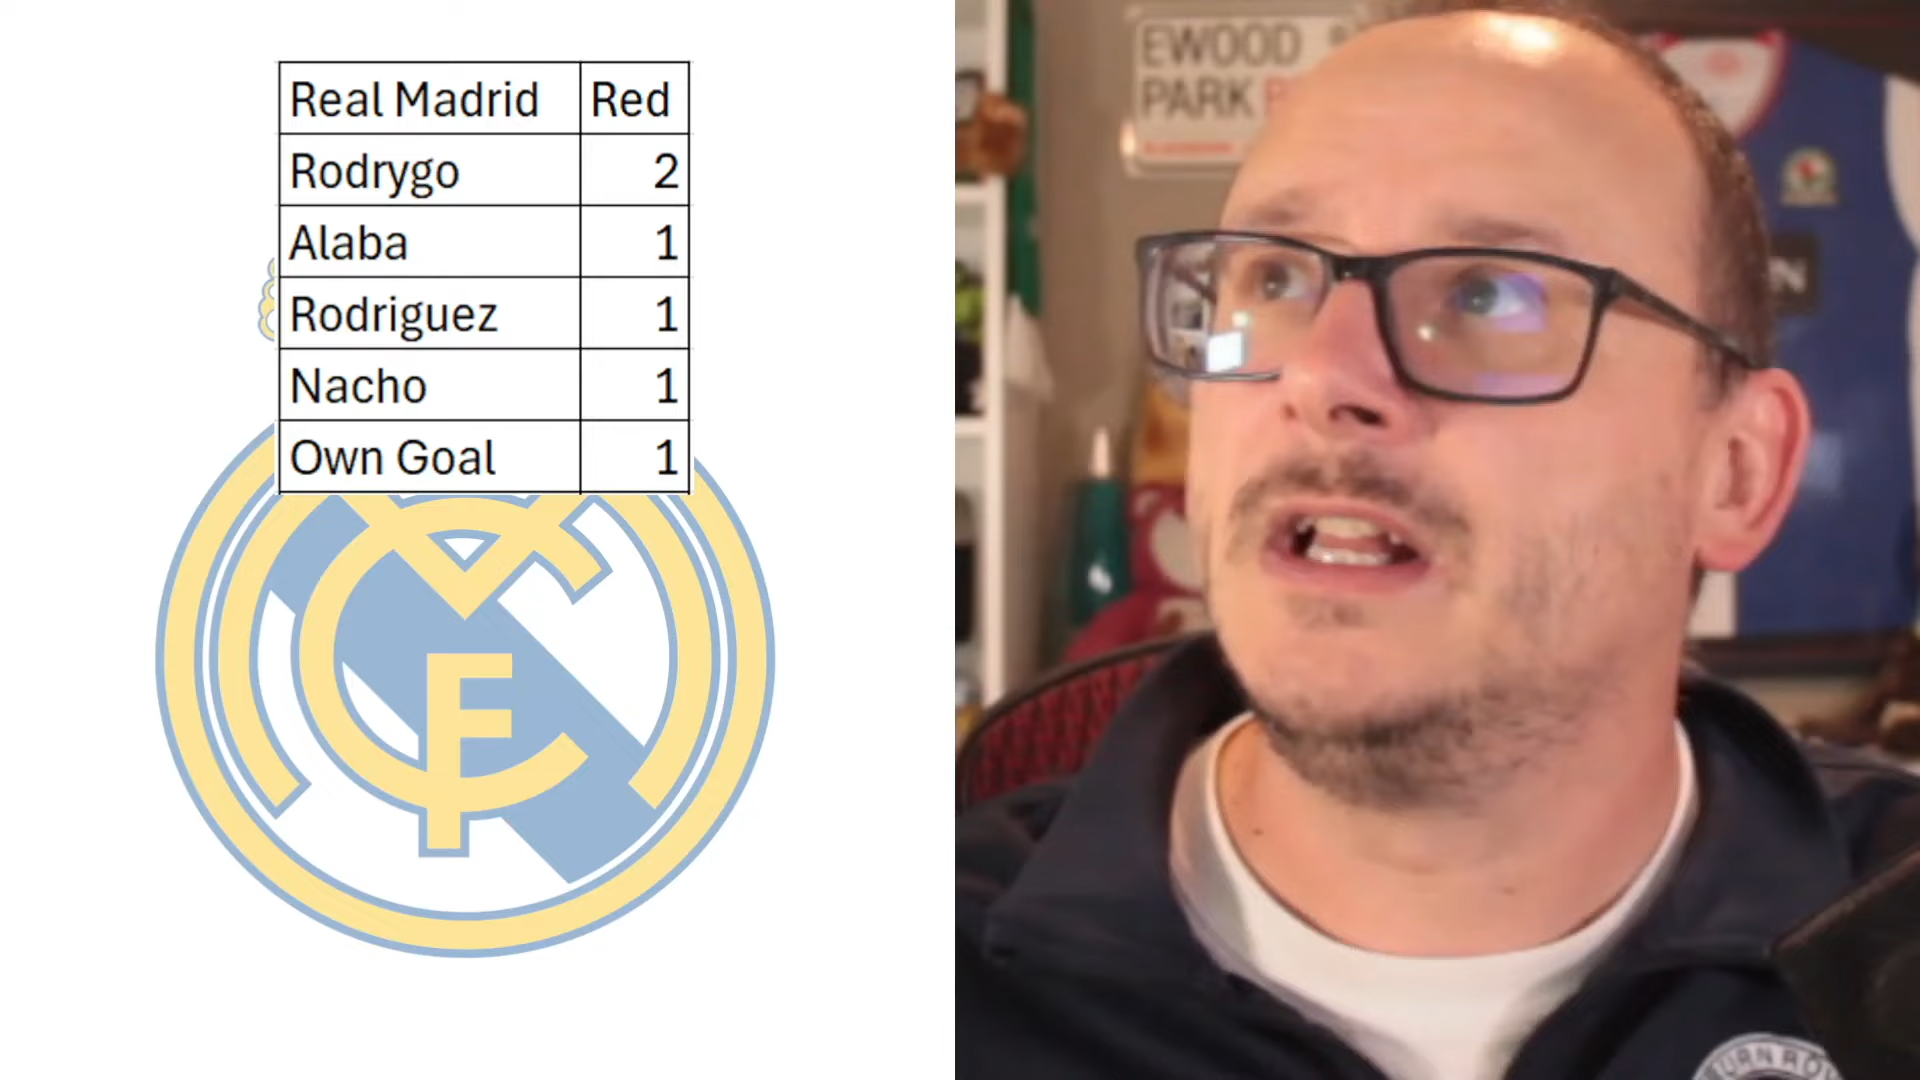 Real Madrid Red
Rodrygo 2
Alaba 1
Rodriguez 1
Nacho 1
Own Goal 1
EWOOD
PARK